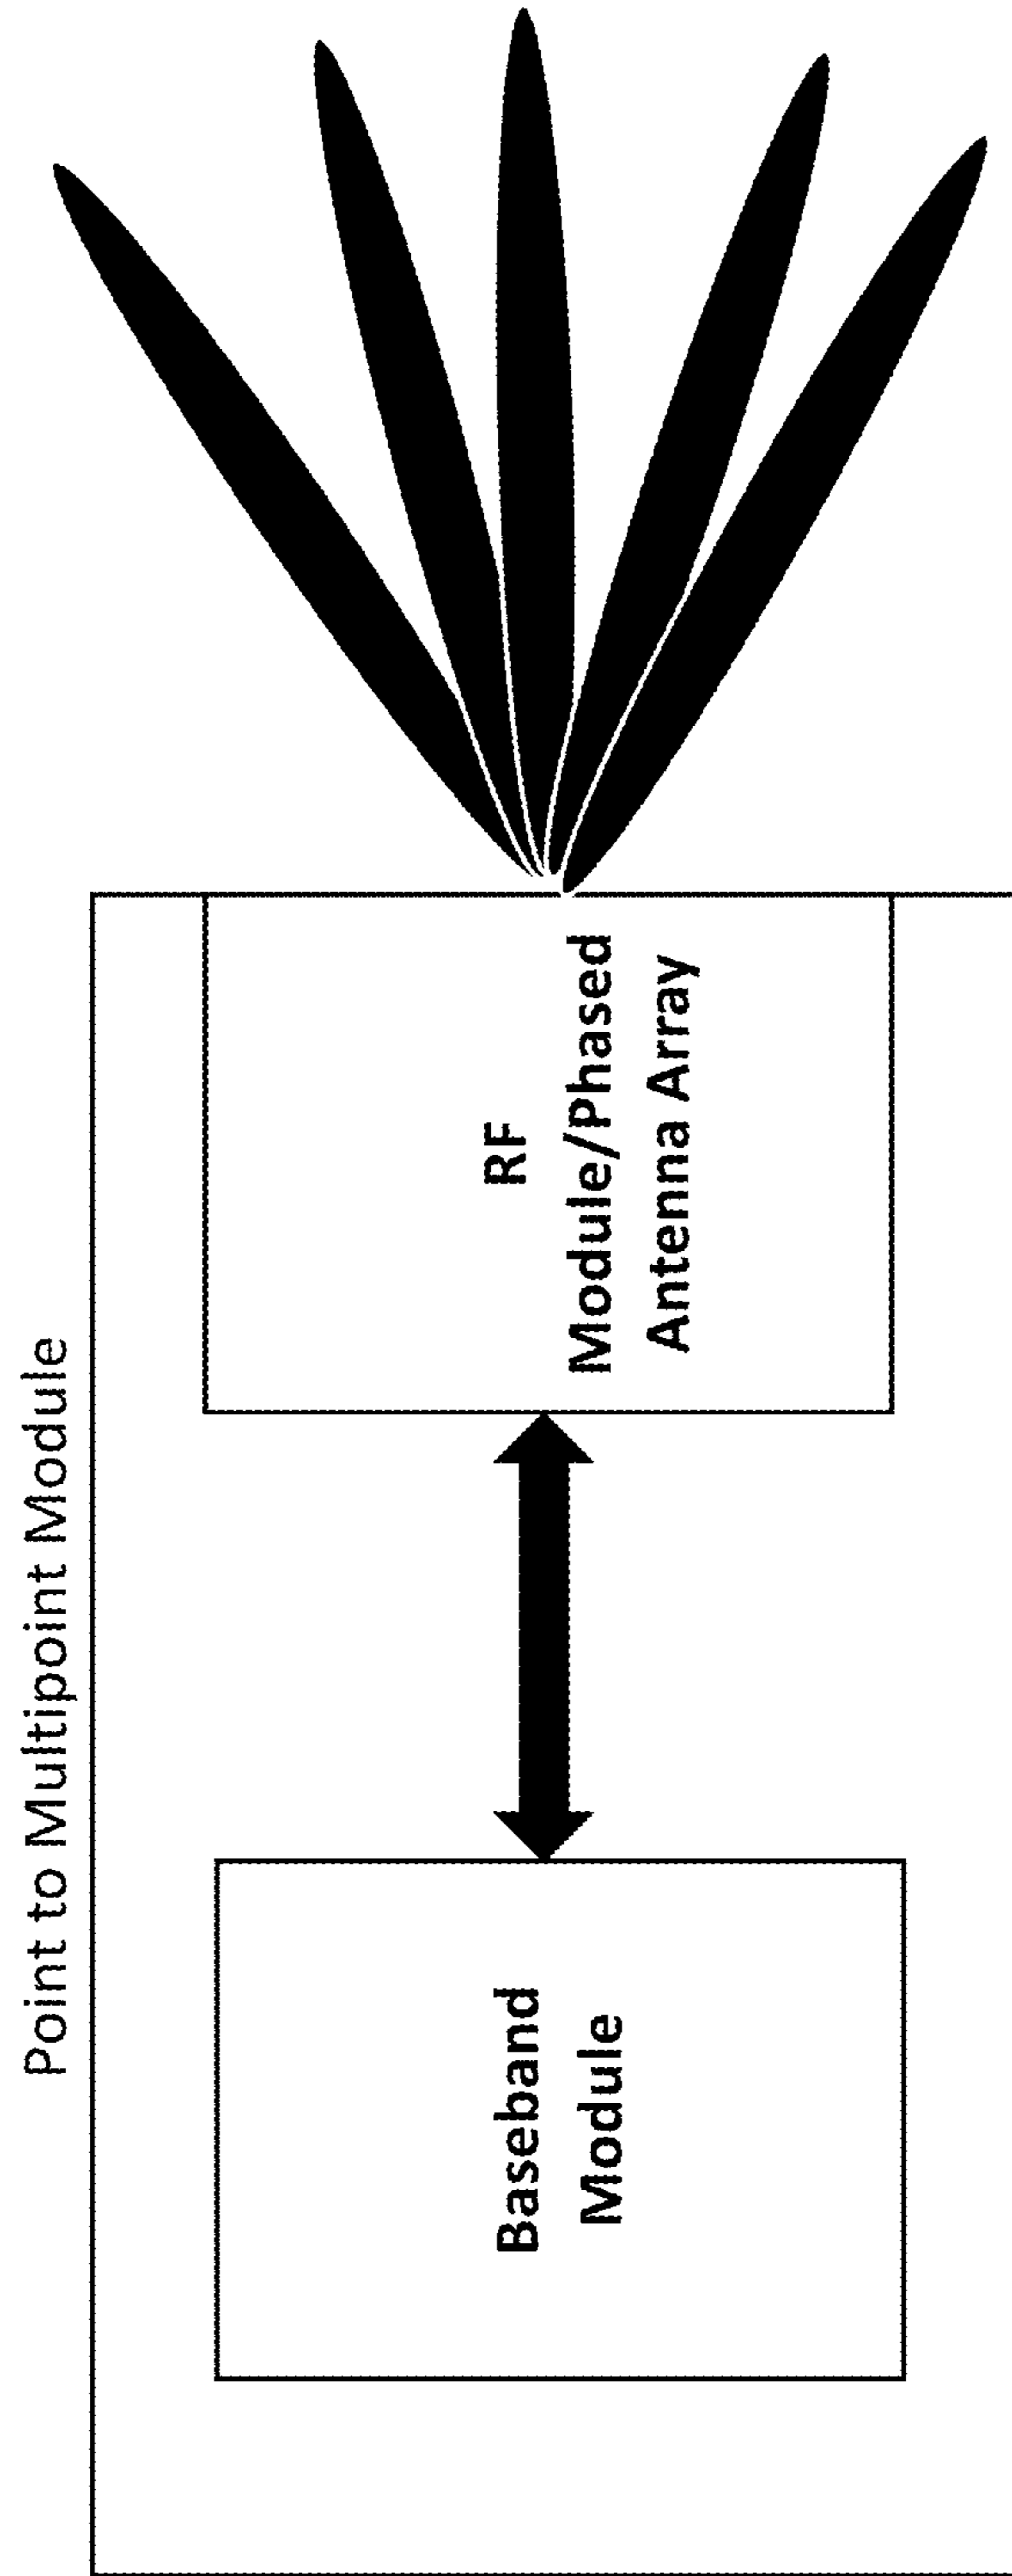 Point to Multipoint Module
Baseband
Module
RF
Module/Phased
Antenna Array